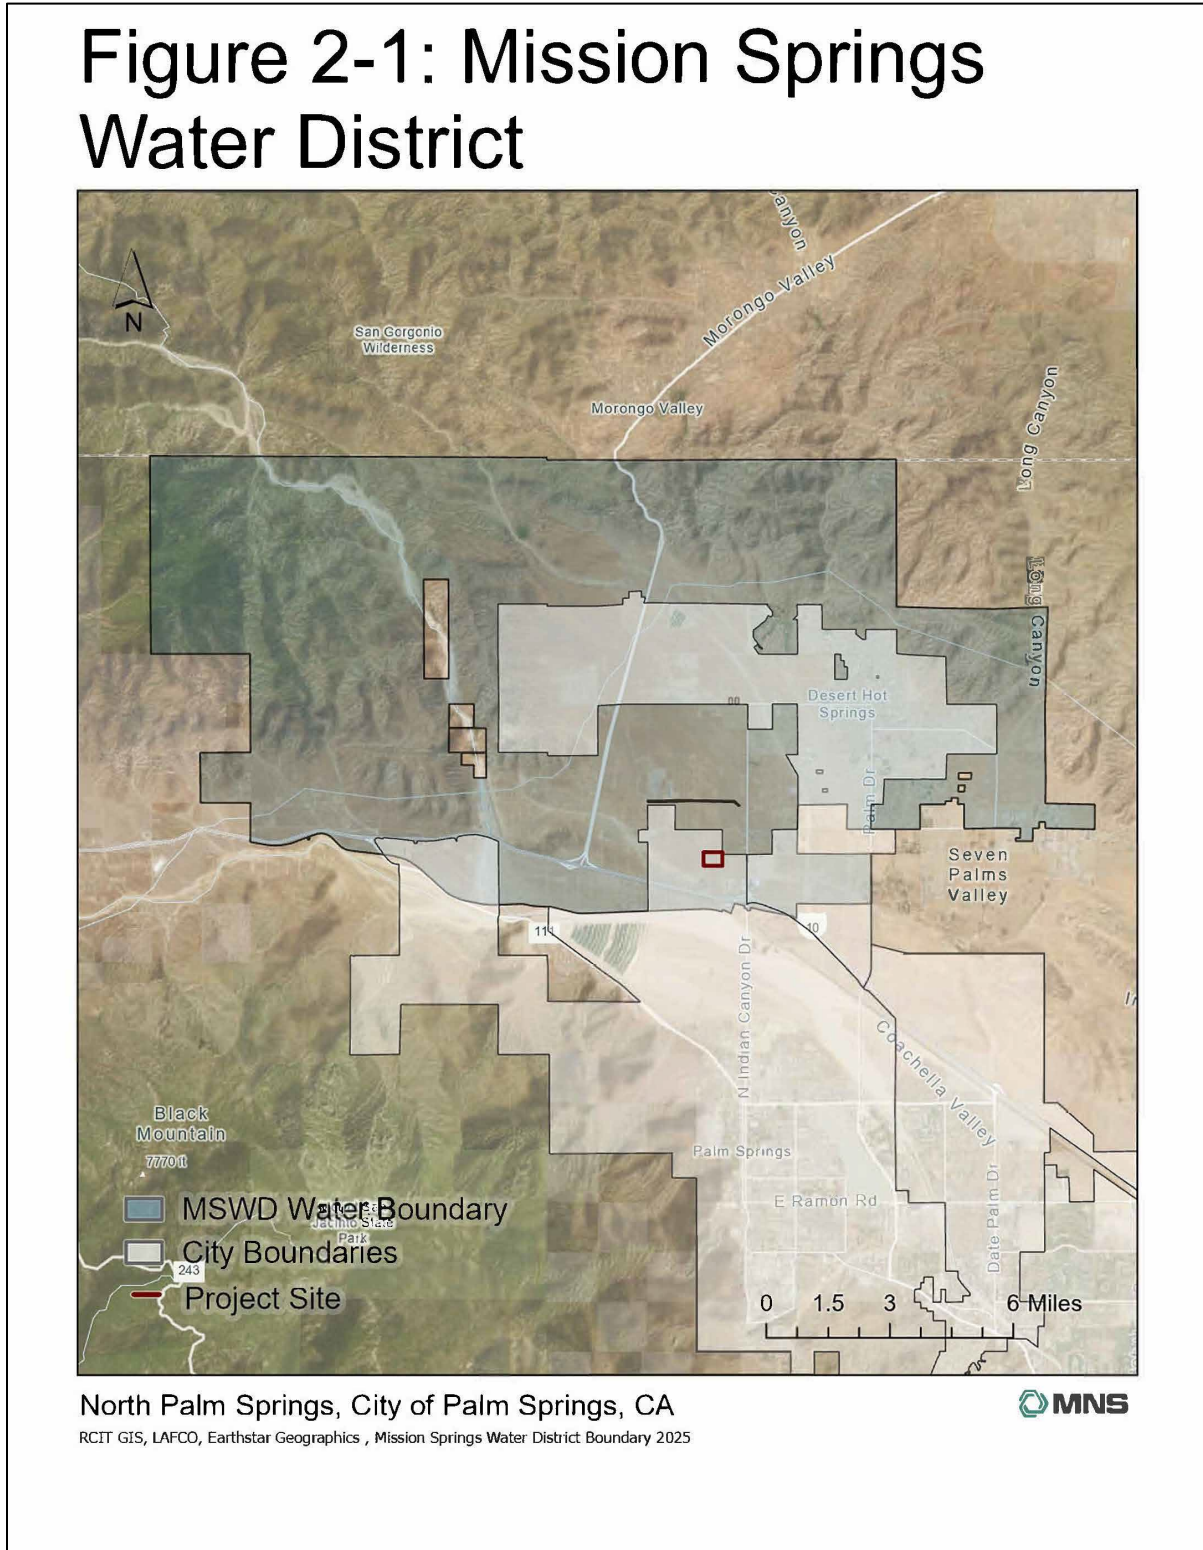 Figure 2-1: Mission Springs
Water District
Canyon
Morongo Valley
N
San Gorgonio
Wilderness
Morongo Valley
Long Canyon
Long Canyon
Desert Hot
Springs
Palm Dr
Seven
Palms
Valley
111
10
N Indian Canyon Dr
Coachella Valley
Black
Mountain
7770 ft
Palm Springs
E Ramon Rd
Date Palm Dr
MSWD Water Boundary
State
Park
City Boundaries
243
Project Site
0 1.5 3 6 Miles
North Palm Springs, City of Palm Springs, CA
MNS
RCIT GIS, LAFCO, Earthstar Geographics , Mission Springs Water District Boundary 2025